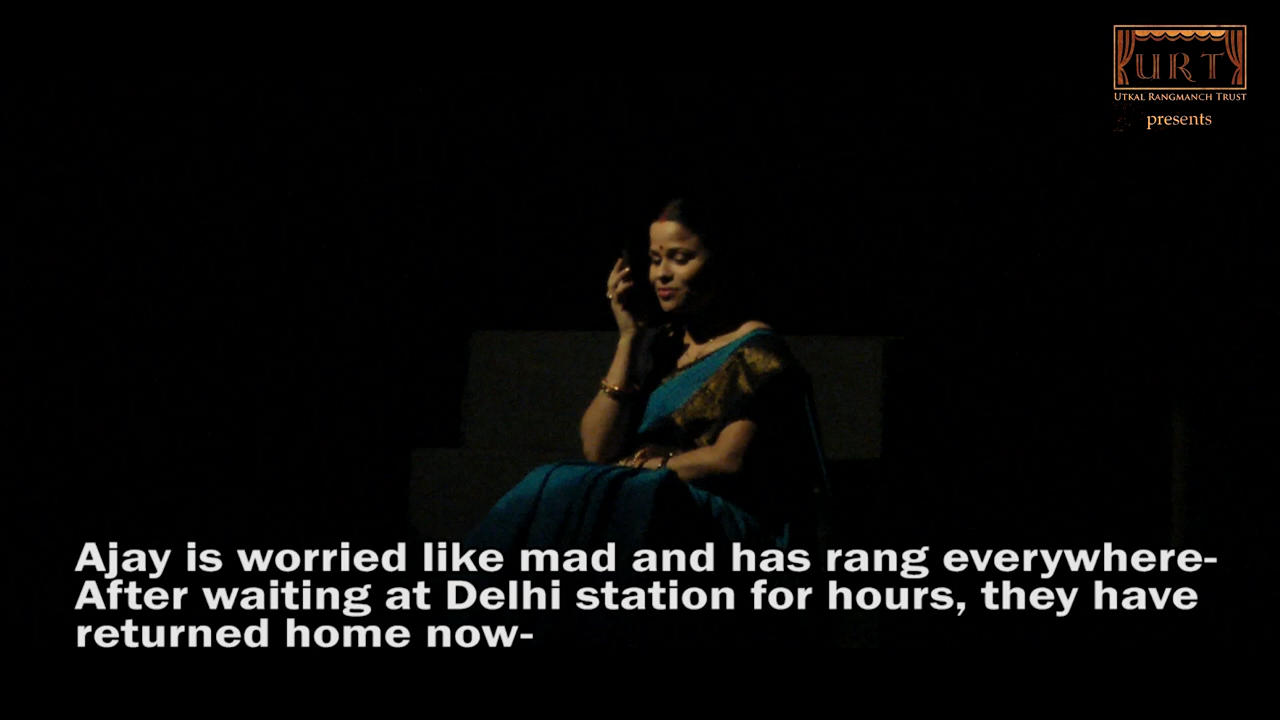 URT
UTKAL RANGMANCH TRUST
presents
Ajay is worried like mad and has rang everywhere-
After waiting at Delhi station for hours, they have
returned home now-